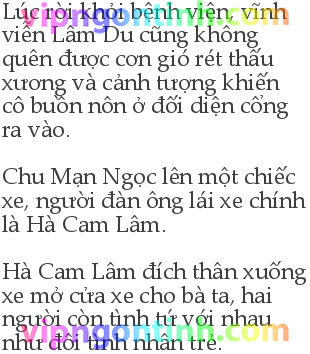 Lúc rời khỏi bệnh viện, vĩnh
viễn Lâm Du cũng không
quên được cơn gió rét thấu
xương và cảnh tượng khiến
cô buồn nôn ở đối diện cổng
ra vào.
Chu Mạn Ngọc lên một chiếc
xe, người đàn ông lái xe chính
là Hà Cam Lâm.
Hà Cam Lâm đích thân xuống
xe mở cửa xe cho bà ta, hai
người còn tình tứ với nhau
như đôi tình nhân trẻ.
vipngontinh.com
vipngontinh.com